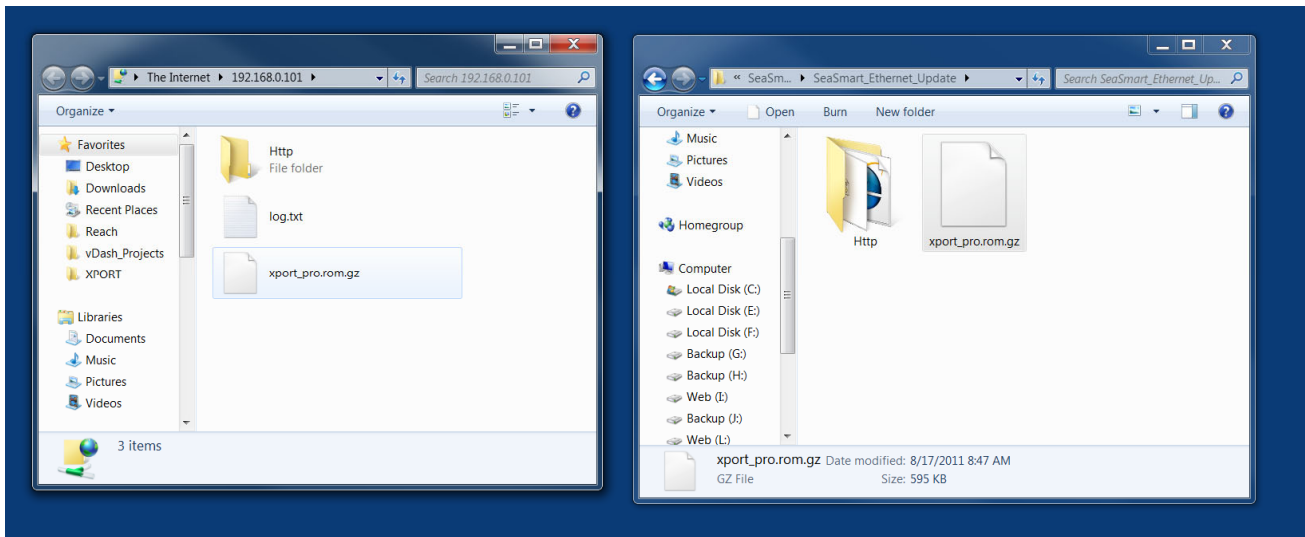 The Internet 192.168.0.101
Search 192.168.0.101
Organize
Favorites
Desktop
Downloads
Recent Places
Reach
vDash_Projects
XPORT
Libraries
Documents
Music
Pictures
Videos
Http
File folder
log.txt
xport_pro.rom.gz
3 items
« SeaSm... SeaSmart_Ethernet_Update
Search SeaSmart_Ethernet_Up...
Organize Open Burn New folder
Music
Pictures
Videos
Homegroup
Computer
Local Disk (C:)
Local Disk (E:)
Local Disk (F:)
Backup (G:)
Backup (H:)
Web (I:)
Backup (J:)
Web (L:)
Http
xport_pro.rom.gz
xport_pro.rom.gz Date modified: 8/17/2011 8:47 AM
GZ File Size: 595 KB